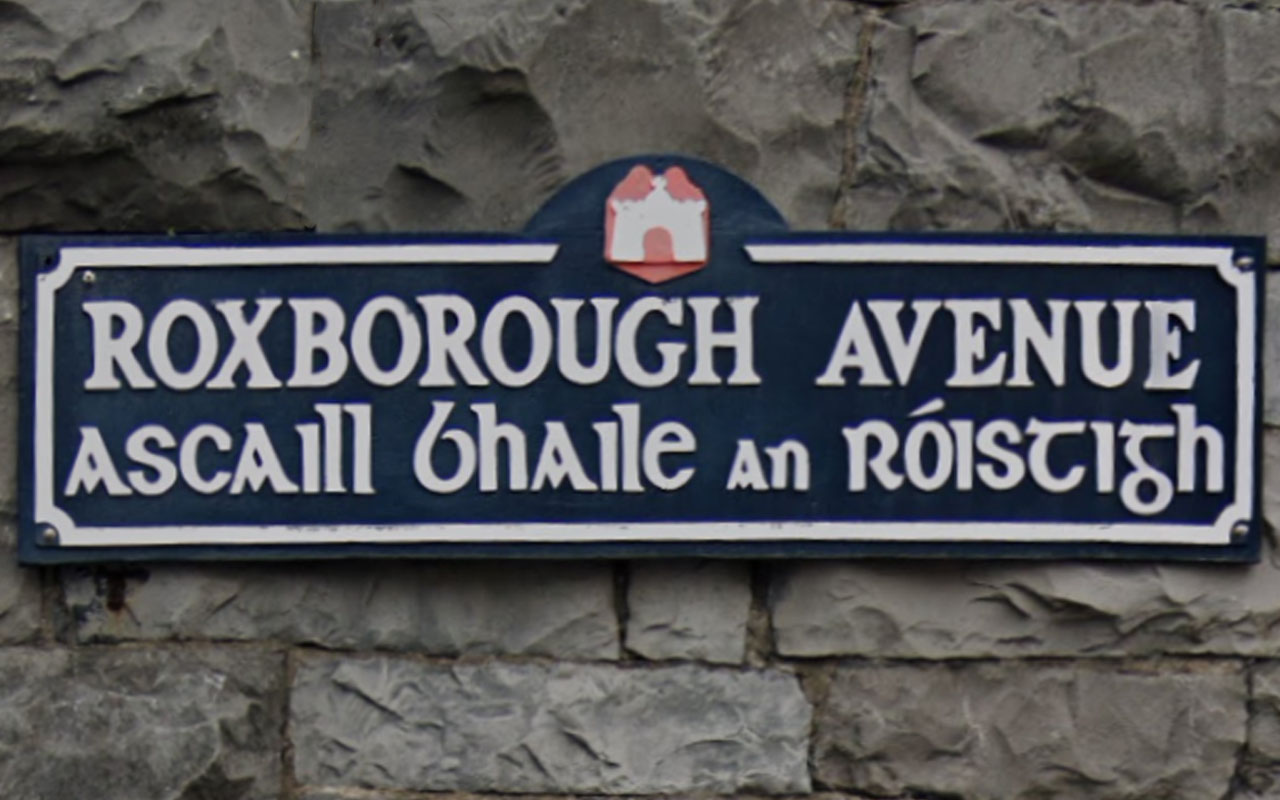 ROXBOROUGH AVENUE
ascaill bhaile an róistigh